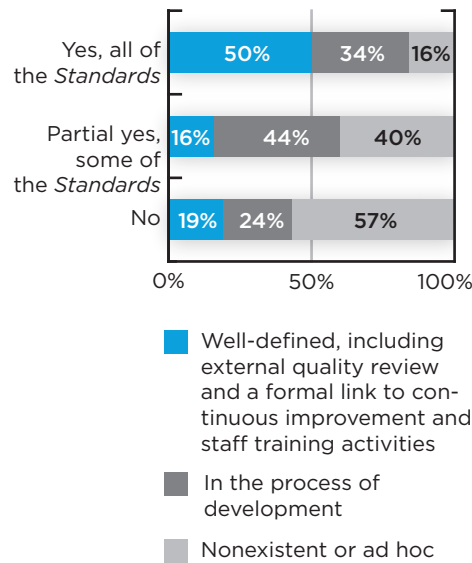 Yes, all of
the Standards
50% 34% 16%
Partial yes,
some of
the Standards
16% 44% 40%
No
19% 24% 57%
0% 50% 100%
Well-defined, including
external quality review
and a formal link to con-
tinuous improvement and
staff training activities
In the process of
development
Nonexistent or ad hoc